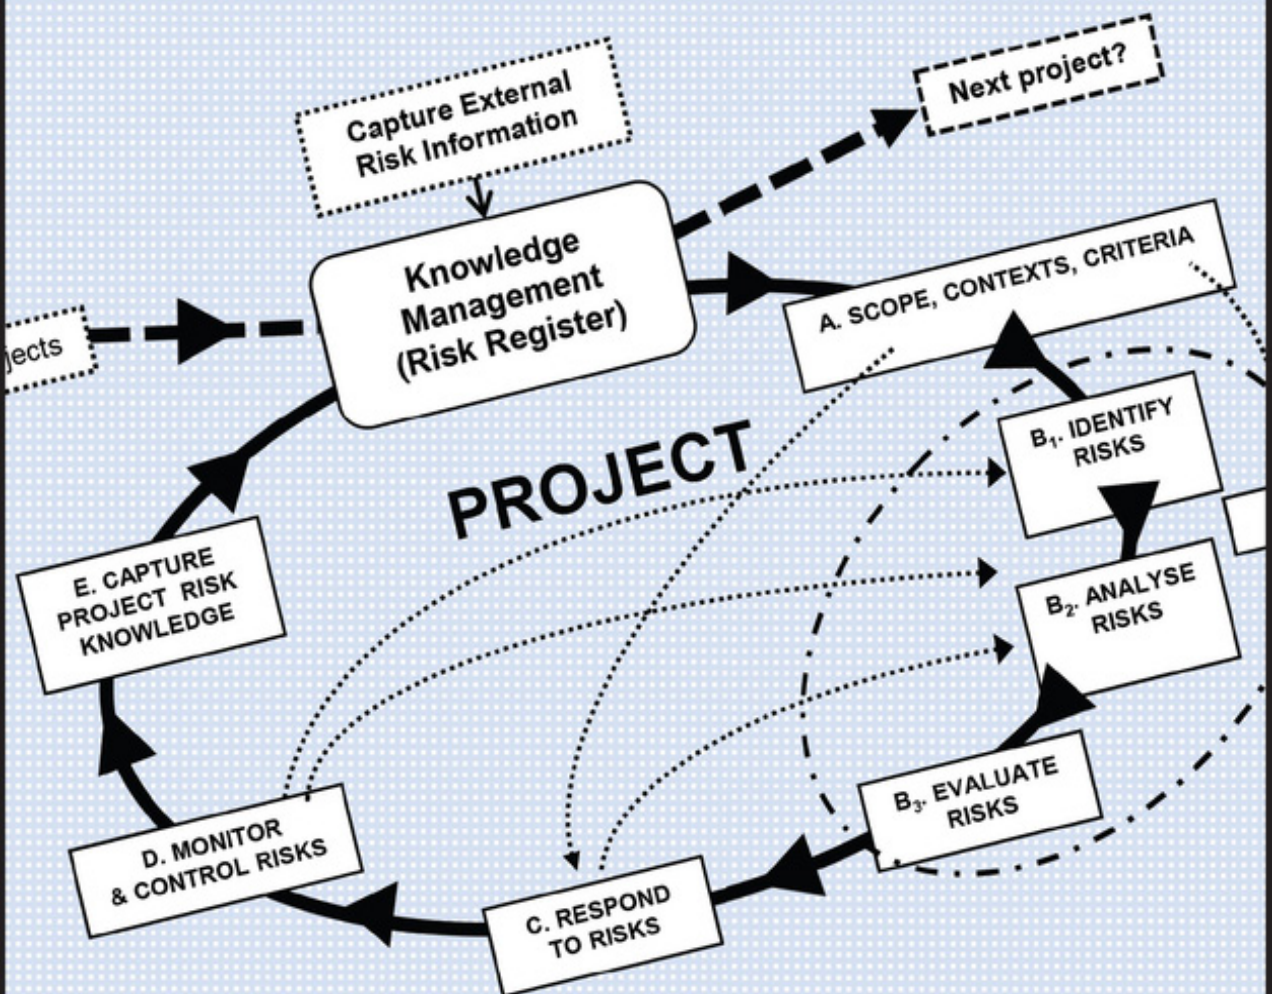 Capture External
Risk Information
Next project?
Knowledge
Management
(Risk Register)
A. SCOPE, CONTEXTS, CRITERIA
jects
B₁. IDENTIFY
RISKS
PROJECT
E. CAPTURE
PROJECT RISK
KNOWLEDGE
B₂. ANALYSE
RISKS
B₃. EVALUATE
RISKS
D. MONITOR
& CONTROL RISKS
C. RESPOND
TO RISKS